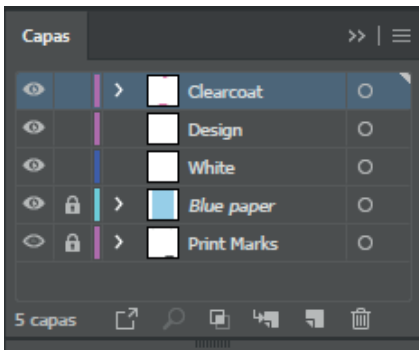 Capas
Clearcoat
Design
White
Blue paper
Print Marks
5 capas